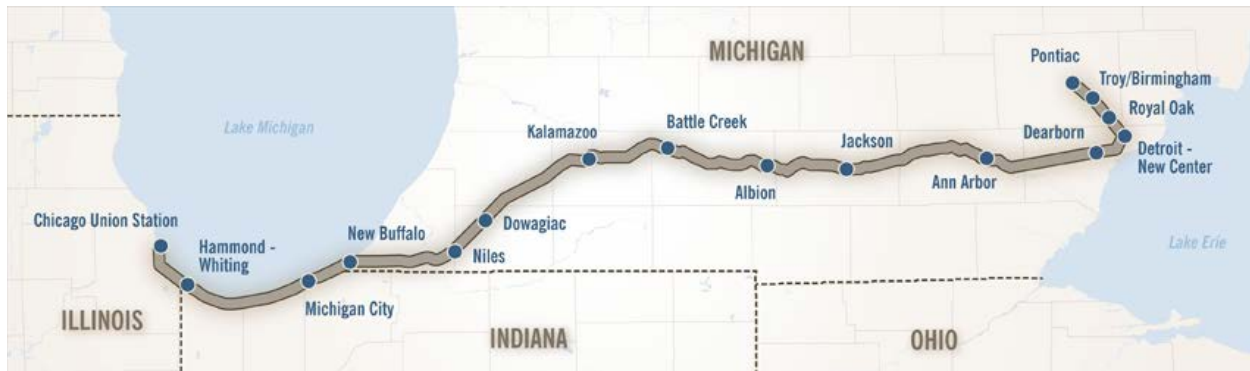 MICHIGAN
Pontiac
Troy/Birmingham
Royal Oak
Lake Michigan
Kalamazoo
Battle Creek
Jackson
Dearborn
Detroit -
New Center
Albion
Ann Arbor
Chicago Union Station
Hammond -
Whiting
New Buffalo
Dowagiac
Niles
Lake Erie
Michigan City
ILLINOIS
INDIANA
OHIO